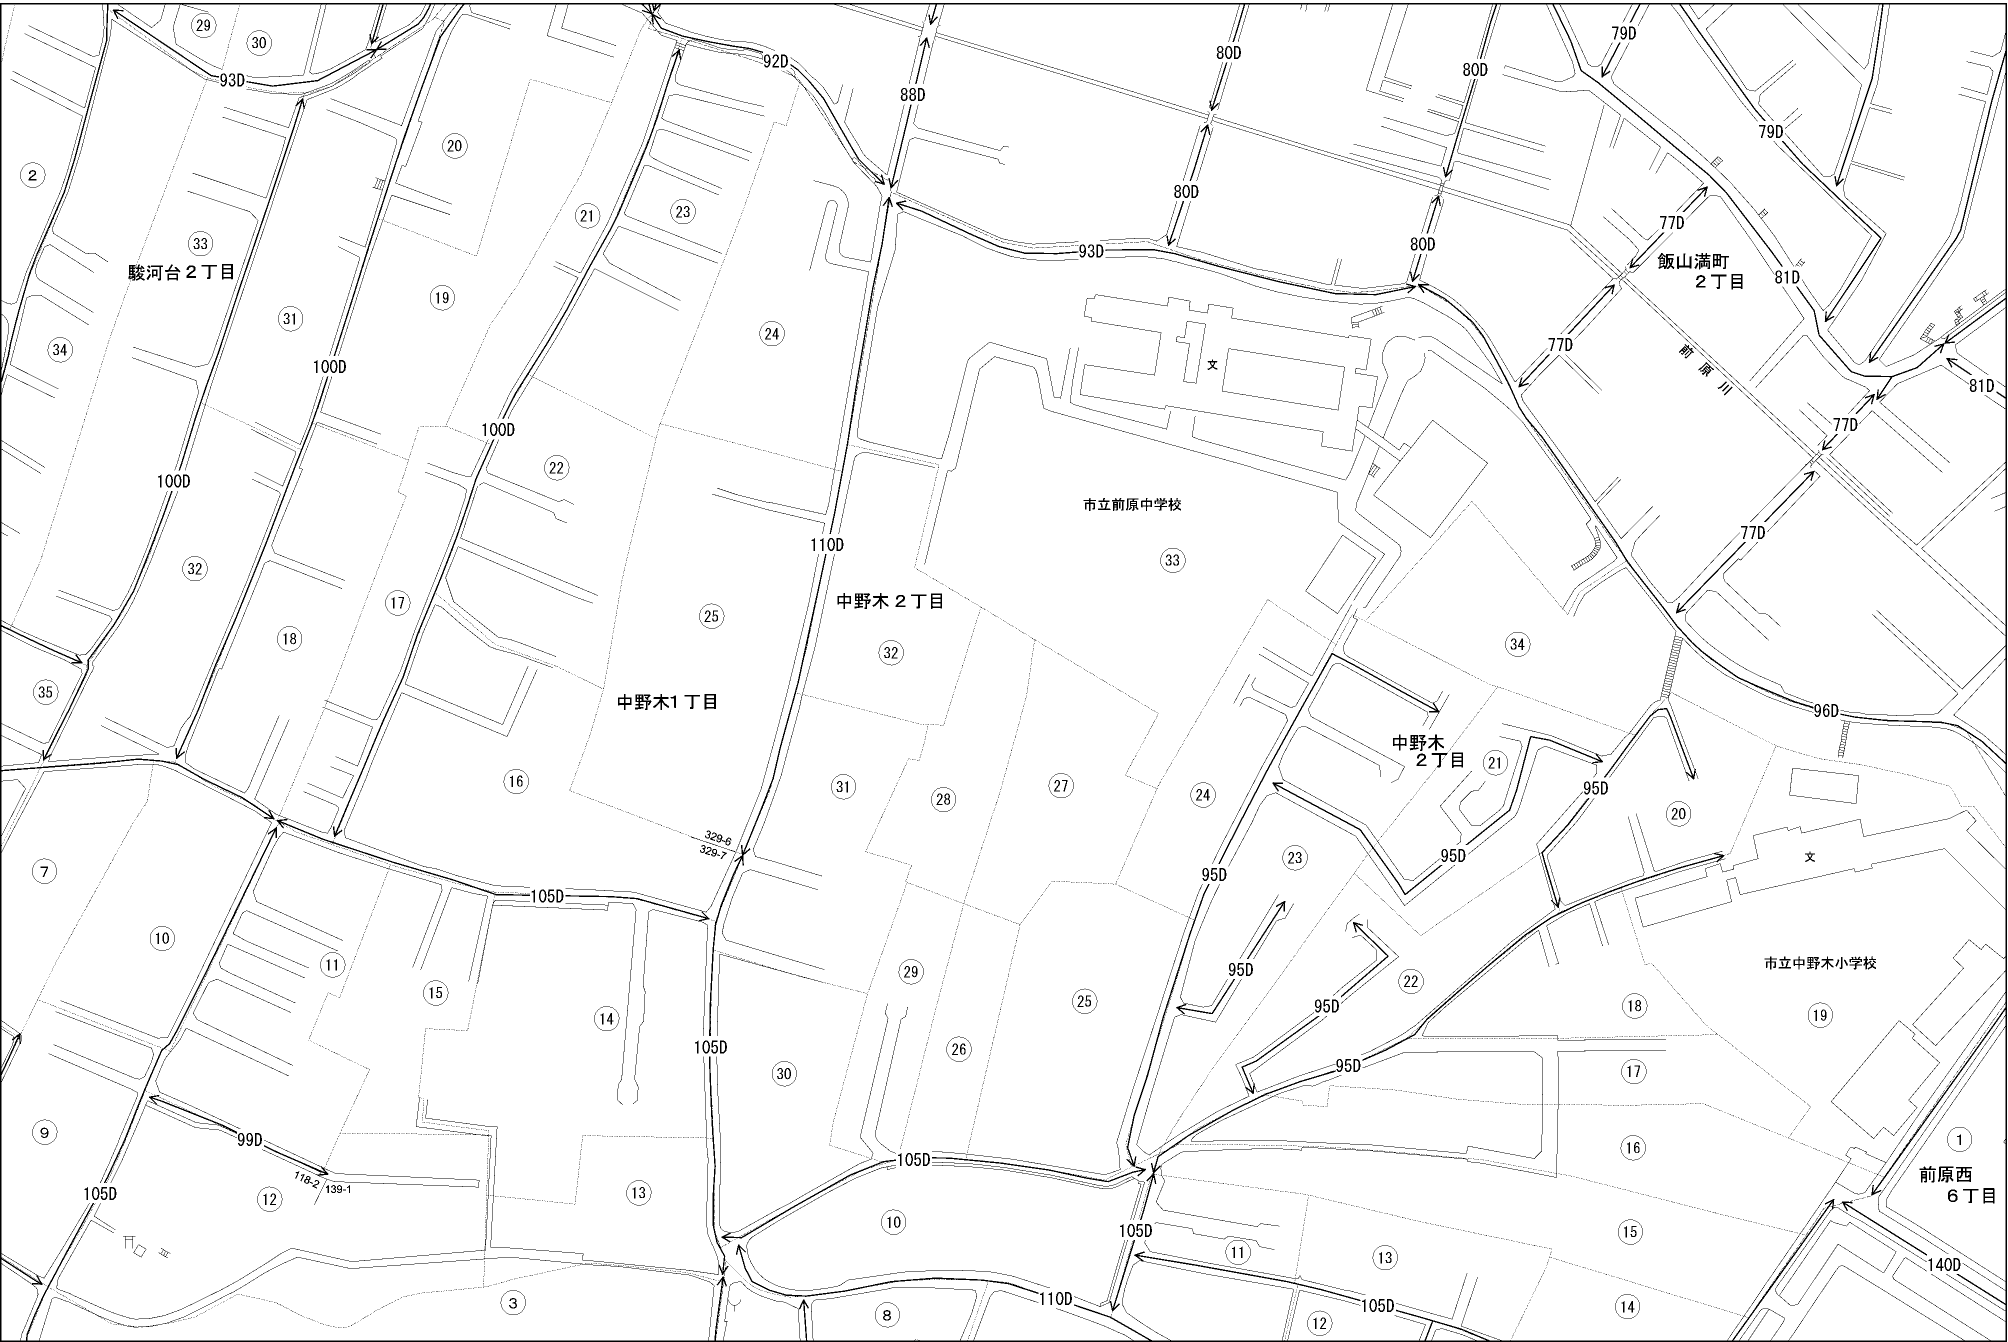 29
30
93D
92D
88D
80D
80D
79D
79D
20
2
21
23
80D
77D
33
駿河台2丁目
93D
80D
飯山満町
2丁目
81D
19
31
24
34
100D
77D
文
前原川
81D
100D
77D
22
100D
110D
市立前原中学校
77D
32
33
17
中野木2丁目
25
18
32
34
35
中野木1丁目
96D
中野木
2丁目
21
16
31
28
27
24
95D
20
329-6
329-7
7
23
95D
文
95D
105D
10
11
15
29
95D
22
市立中野木小学校
14
25
95D
18
19
105D
26
30
95D
17
9
99D
105D
16
1
118-2
139-1
前原西
6丁目
105D
12
13
10
105D
11
13
15
140D
3
8
110D
105D
12
14